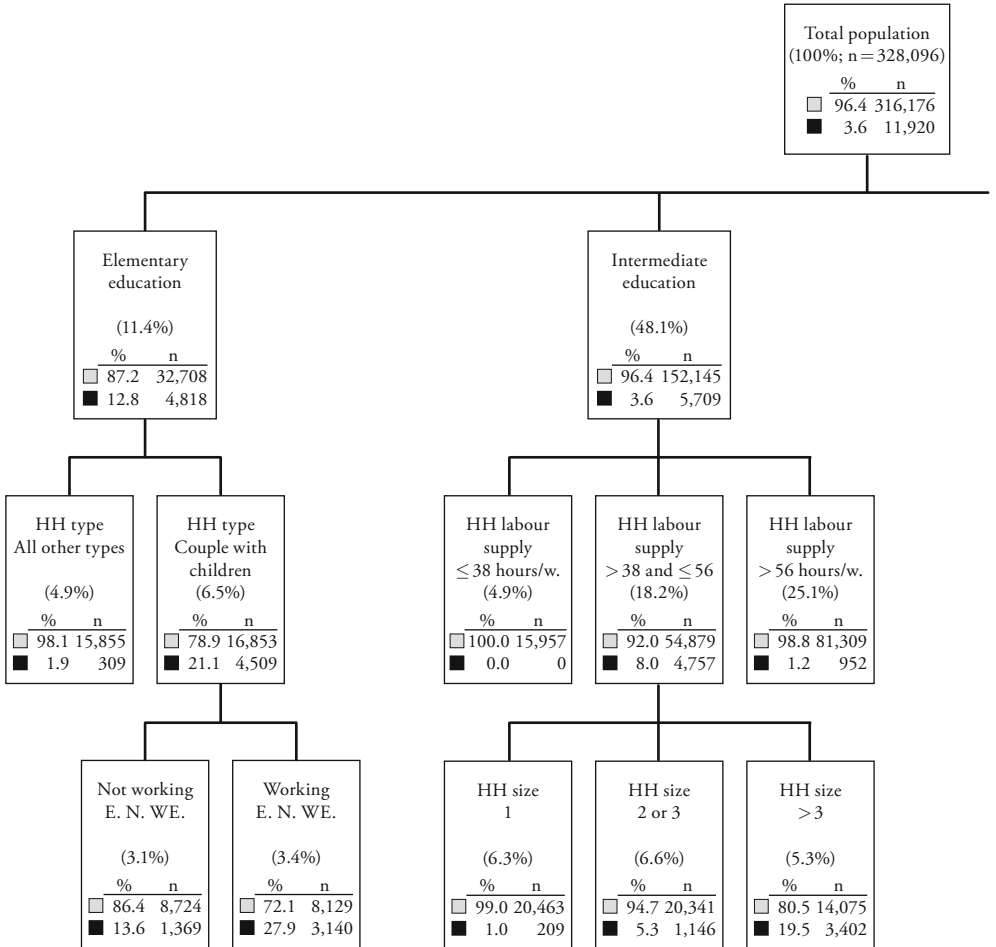 Total population
(100%; n=328,096)
% n
96.4 316,176
3.6 11,920
Elementary
education
(11.4%)
% n
87.2 32,708
12.8 4,818
Intermediate
education
(48.1%)
% n
96.4 152,145
3.6 5,709
HH type
All other types
(4.9%)
% n
98.1 15,855
1.9 309
HH type
Couple with
children
(6.5%)
% n
78.9 16,853
21.1 4,509
HH labour
supply
≤ 38 hours/w.
(4.9%)
% n
100.0 15,957
0.0 0
HH labour
supply
>38 and ≤56
(18.2%)
% n
92.0 54,879
8.0 4,757
HH labour
supply
>56 hours/w.
(25.1%)
% n
98.8 81,309
1.2 952
Not working
E. N. WE.
(3.1%)
% n
86.4 8,724
13.6 1,369
Working
E. N. WE.
(3.4%)
% n
72.1 8,129
27.9 3,140
HH size
1
(6.3%)
% n
99.0 20,463
1.0 209
HH size
2 or 3
(6.6%)
% n
94.7 20,341
5.3 1,146
HH size
>3
(5.3%)
% n
80.5 14,075
19.5 3,402